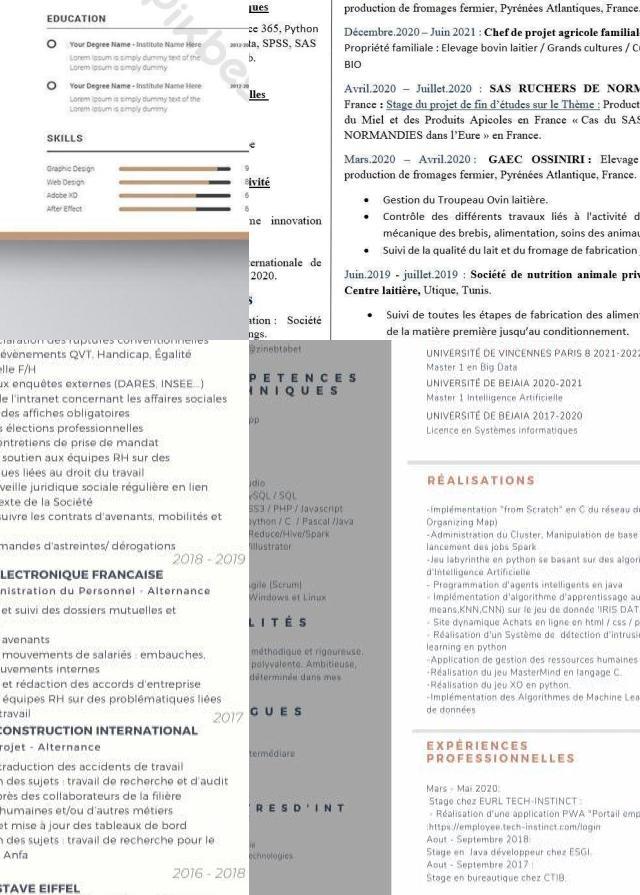 EDUCATION
Your Degree Name - Institute Name Here
Lorem Ipsum is simply dummy text of the
Lorem Ipsum is simply dummy
Your Degree Name - Institute Name Here
Lorem Ipsum is simply dummy text of the
Lorem Ipsum is simply dummy
SKILLS
Graphic Design
Web Design
Adobe XD
After Effect
ques
ce 365, Python
ta, SPSS, SAS
b.
lles
e
ivité
me innovation
ternationale de
2020.
S
ation : Société
ngs.
production de fromages fermier, Pyrénées Atlantiques, France.
Décembre.2020 – Juin 2021 : Chef de projet agricole familial
Propriété familiale : Elevage bovin laitier / Grands cultures / Cu
BIO
Avril.2020 – Juillet.2020 : SAS RUCHERS DE NORM
France : Stage du projet de fin d'études sur le Thème : Product
du Miel et des Produits Apicoles en France « Cas du SAS
NORMANDIES dans l'Eure » en France.
Mars.2020 – Avril.2020 : GAEC OSSINIRI : Elevage
production de fromages fermier, Pyrénées Atlantique, France.
• Gestion du Troupeau Ovin laitière.
• Contrôle des différents travaux liés à l'activité d
mécanique des brebis, alimentation, soins des animau
• Suivi de la qualité du lait et du fromage de fabrication
Juin.2019 - juillet.2019 : Société de nutrition animale priv
Centre laitière, Utique, Tunis.
• Suivi de toutes les étapes de fabrication des aliment
de la matière première jusqu'au conditionnement.
claration des ruptures conventionnelles
évènements QVT, Handicap, Égalité
elle F/H
ux enquêtes externes (DARES, INSEE...)
e l'intranet concernant les affaires sociales
des affiches obligatoires
s élections professionnelles
entretiens de prise de mandat
soutien aux équipes RH sur des
ues liées au droit du travail
veille juridique sociale régulière en lien
exte de la Société
suivre les contrats d'avenants, mobilités et
mandes d'astreintes/ dérogations
2018 - 2019
LECTRONIQUE FRANCAISE
nistration du Personnel - Alternance
et suivi des dossiers mutuelles et
avenants
mouvements de salariés : embauches,
uvements internes
et rédaction des accords d'entreprise
équipes RH sur des problématiques liées
travail
2017
CONSTRUCTION INTERNATIONAL
rojet - Alternance
traduction des accidents de travail
n des sujets : travail de recherche et d'audit
près des collaborateurs de la filière
humaines et/ou d'autres métiers
et mise à jour des tableaux de bord
n des sujets : travail de recherche pour le
Anfa
2016 - 2018
STAVE EIFFEL
@zinebtabet
PETENCES
HNIQUES
pp
udio
ySQL / SQL
SS3 / PHP / Javascript
ython / C / Pascal /Java
Reduce/Hive/Spark
llustrator
gile (Scrum)
Windows et Linux
LITÉS
méthodique et rigoureuse.
polyvalente. Ambitieuse,
déterminée dans mes
GUES
termédiare
TRESD'INT
e
echnologies
UNIVERSITÉ DE VINCENNES PARIS 8 2021-2022
Master 1 en Big Data
UNIVERSITÉ DE BEJAIA 2020-2021
Master 1 Intelligence Artificielle
UNIVERSITÉ DE BEJAIA 2017-2020
Licence en Systèmes informatiques
RÉALISATIONS
-Implémentation "from Scratch" en C du réseau de
Organizing Map)
-Administration du Cluster, Manipulation de base
lancement des jobs Spark
-Jeu labyrinthe en python se basant sur des algori
d'Intelligence Artificielle
- Programmation d'agents intelligents en java
- Implémentation d'algorithme d'apprentissage au
means,KNN,CNN) sur le jeu de donnée 'IRIS DAT
- Site dynamique Achats en ligne en html / css / p
- Réalisation d'un Système de détection d'intrusio
learning en python
-Application de gestion des ressources humaines
-Réalisation du jeu MasterMind en langage C.
-Réalisation du jeu XO en python.
-Implémentation des Algorithmes de Machine Lea
de données
EXPÉRIENCES
PROFESSIONNELLES
Mars - Mai 2020:
Stage chez EURL TECH-INSTINCT :
- Réalisation d'une application PWA "Portail emp
:https://employee.tech-instinct.com/login
Aout - Septembre 2018:
Stage en Java développeur chez ESGI.
Aout - Septembre 2017 :
Stage en bureautique chez CTIB.